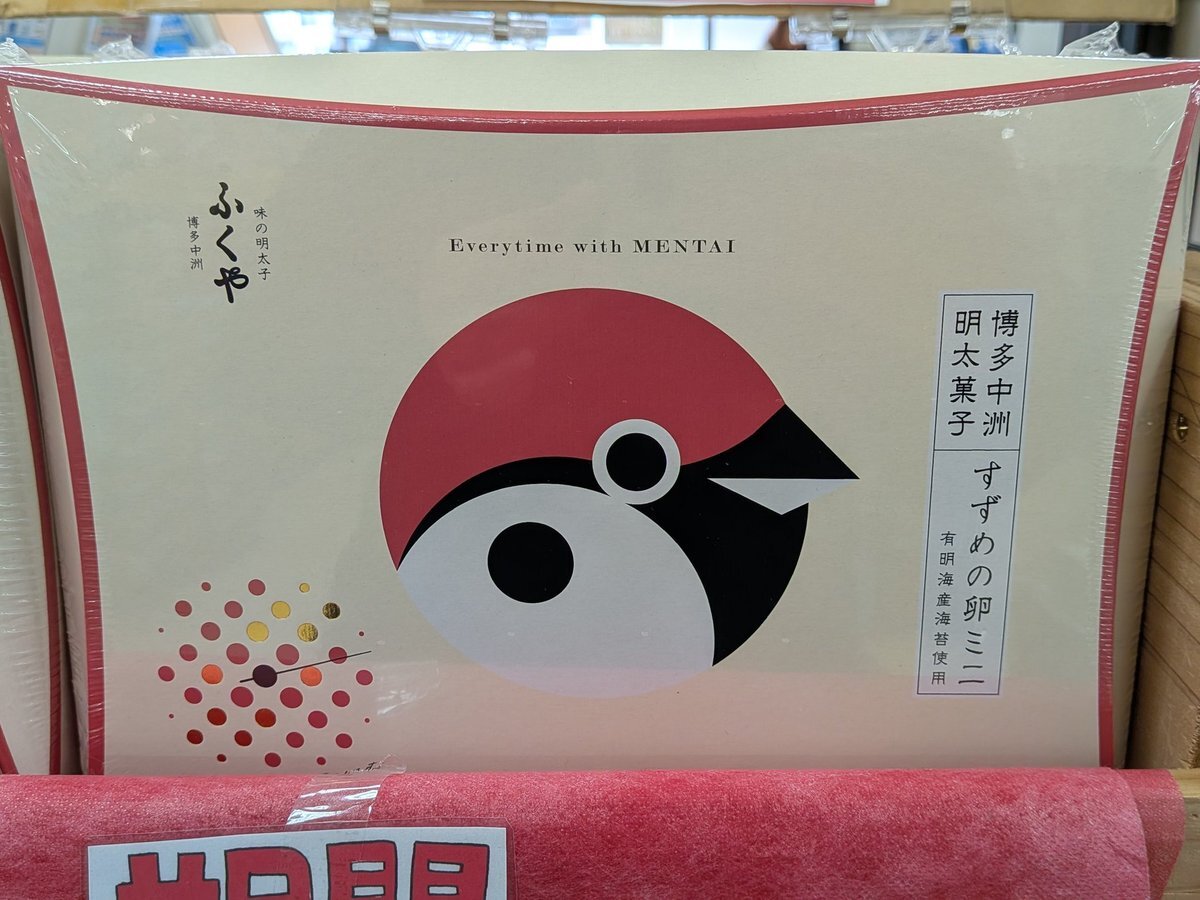 味の明太子
ふくや
博多中洲
Everytime with MENTAI
博多中洲
明太菓子
すずめの卵ミニ
有明海産海苔使用